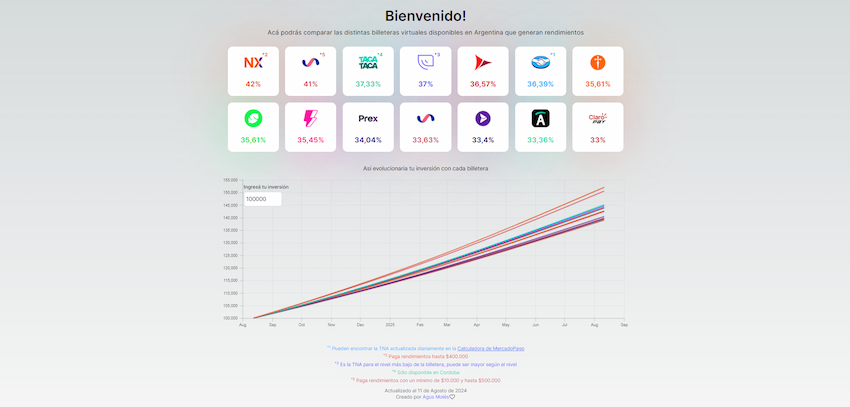 Bienvenido!
Acá podrás comparar las distintas billeteras virtuales disponibles en Argentina que generan rendimientos
NX *2
*5
TACA TACA *4
*3
*1
42%
41%
37,33%
37%
36,57%
36,39%
35,61%
Prex
A
Claro pay
35,61%
35,45%
34,04%
33,63%
33,4%
33,36%
33%
Así evolucionaría tu inversión con cada billetera
Ingresá tu inversión
100000
155,000
150,000
145,000
140,000
135,000
130,000
125,000
120,000
115,000
110,000
105,000
100,000
Aug Sep Oct Nov Dec 2025 Feb Mar Apr May Jun Jul Aug Sep
*1 Pueden encontrar la TNA actualizada diariamente en la Calculadora de MercadoPago
*2 Paga rendimientos hasta $400.000
*3 Es la TNA para el nivel más bajo de la billetera, puede ser mayor según el nivel
*4 Sólo disponible en Córdoba
*5 Paga rendimientos con un mínimo de $10.000 y hasta $500.000
Actualizado el 11 de Agosto de 2024
Creado por Agus Molés